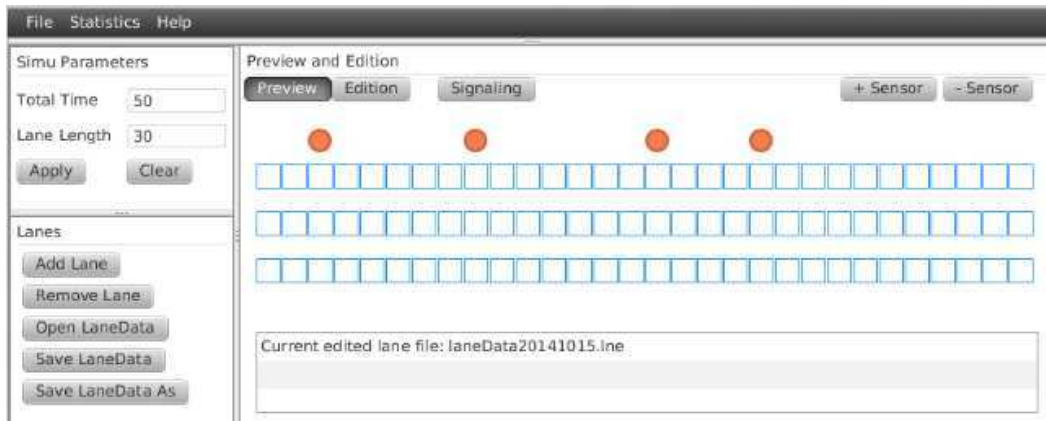 File Statistics Help
Simu Parameters
Total Time 50
Lane Length 30
Apply Clear
Lanes
Add Lane
Remove Lane
Open LaneData
Save LaneData
Save LaneData As
Preview and Edition
Preview Edition Signaling + Sensor - Sensor
Current edited lane file: laneData20141015.lne